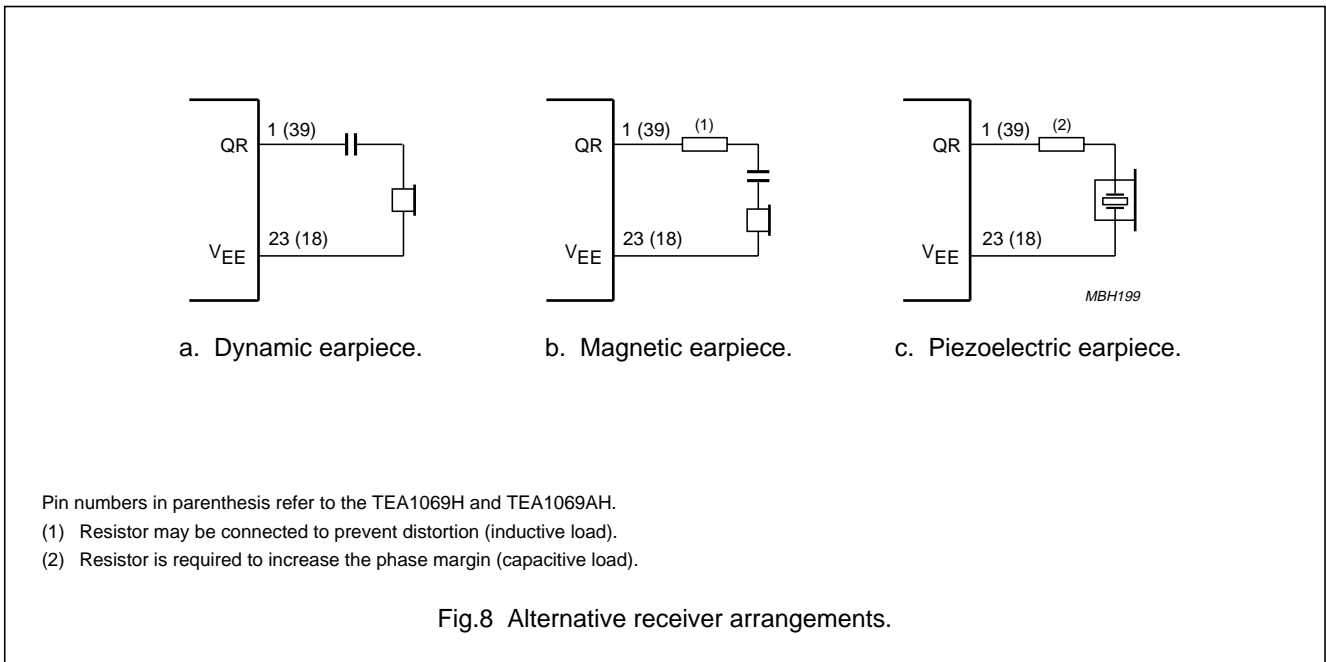 1 (39)
QR
23 (18)
VEE
a. Dynamic earpiece.
1 (39)
(1)
QR
23 (18)
VEE
b. Magnetic earpiece.
1 (39)
(2)
QR
23 (18)
VEE
MBH199
c. Piezoelectric earpiece.
Pin numbers in parenthesis refer to the TEA1069H and TEA1069AH.
(1) Resistor may be connected to prevent distortion (inductive load).
(2) Resistor is required to increase the phase margin (capacitive load).
Fig.8 Alternative receiver arrangements.